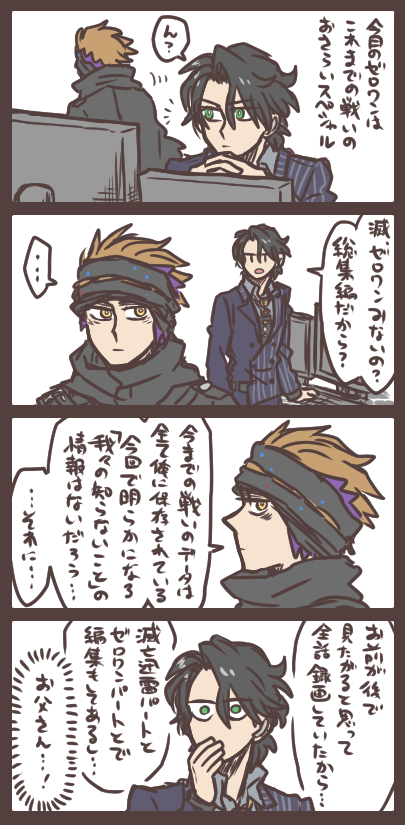 今日のゼロワンは
これまでの戦いの
おさらいスペシャル
ん?
滅、ゼロワンみないの?
総集編だから?
・・・
今までの戦いのデータは
全て俺に保存されている
今回で明らかになる
「我々の知らないこと」の
情報はないだろう…
…それに…
お前が後で
見たがると思って
全話録画していたから…
滅亡迅雷パートと
ゼロワンパートとで
編集もしてあるし…
お父さん…!